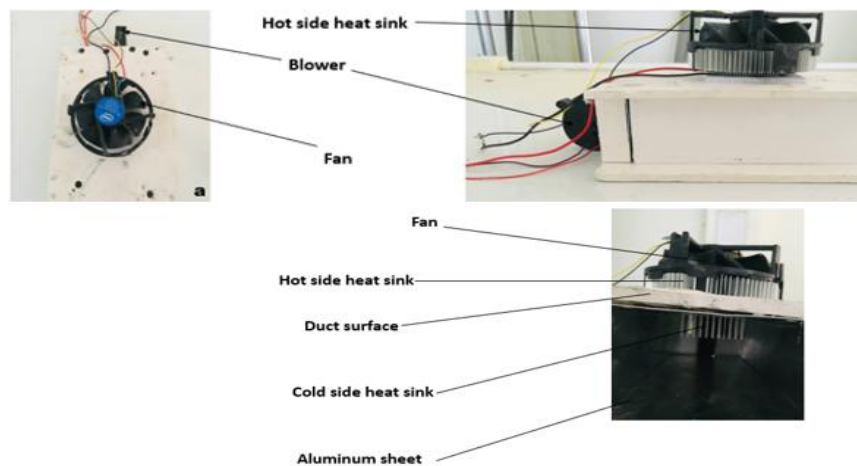 Hot side heat sink
Blower
Fan
a
Fan
Hot side heat sink
Duct surface
Cold side heat sink
Aluminum sheet